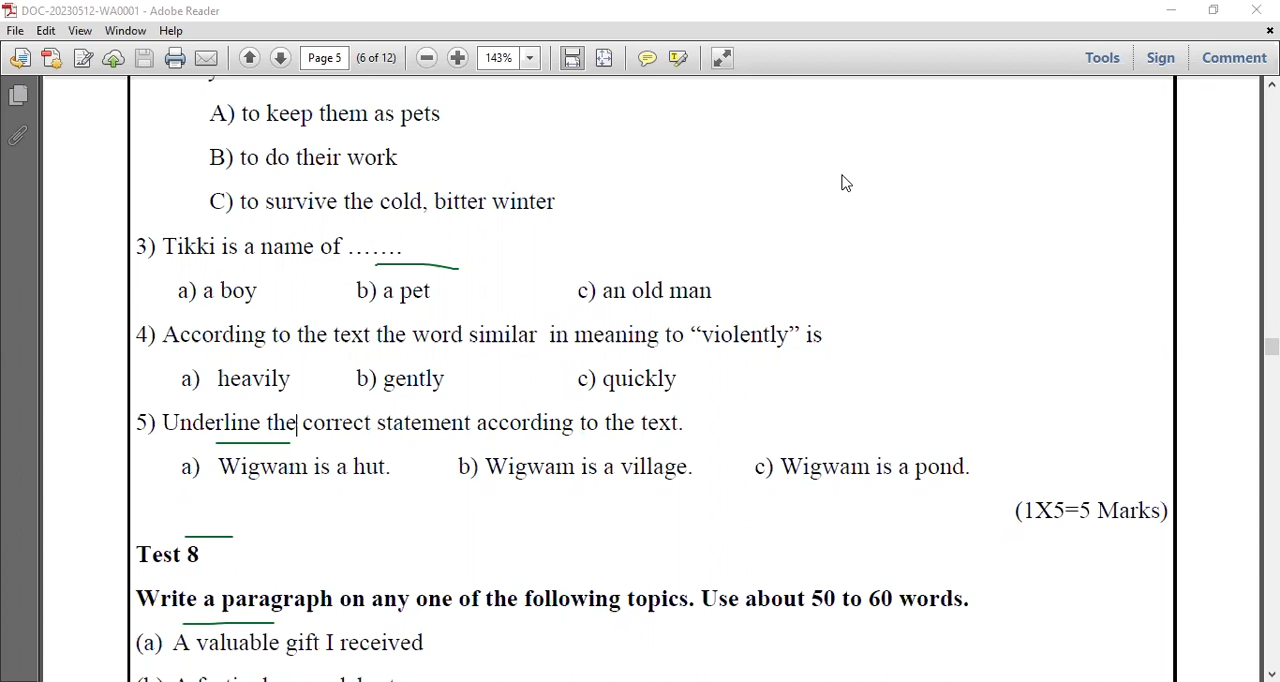 DOC-20230512-WA0001 - Adobe Reader
File Edit View Window Help
Page 5 (6 of 12) 143% Tools Sign Comment
A) to keep them as pets
B) to do their work
C) to survive the cold, bitter winter
3) Tikki is a name of …….
a) a boy b) a pet c) an old man
4) According to the text the word similar in meaning to “violently” is
a) heavily b) gently c) quickly
5) Underline the correct statement according to the text.
a) Wigwam is a hut. b) Wigwam is a village. c) Wigwam is a pond.
(1X5=5 Marks)
Test 8
Write a paragraph on any one of the following topics. Use about 50 to 60 words.
(a) A valuable gift I received